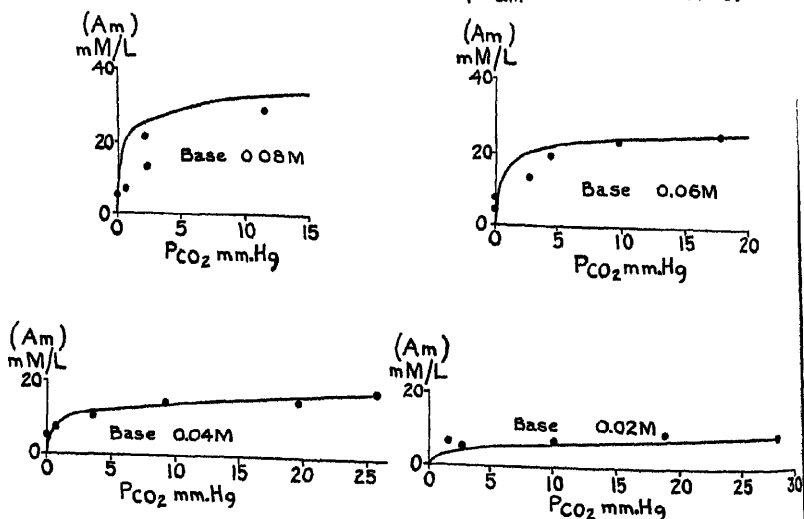 (Am)
mM/L
40
20
0
Base 0.08M
0 5 10 15
PCO2 mm.Hg
(Am)
mM/L
40
20
0
Base 0.06M
0 5 10 15 20
PCO2 mm.Hg
(Am)
mM/L
20
0
Base 0.04M
0 5 10 15 20 25
PCO2 mm.Hg
(Am)
mM/L
20
0
Base 0.02M
0 5 10 15 20 30
PCO2 mm.Hg